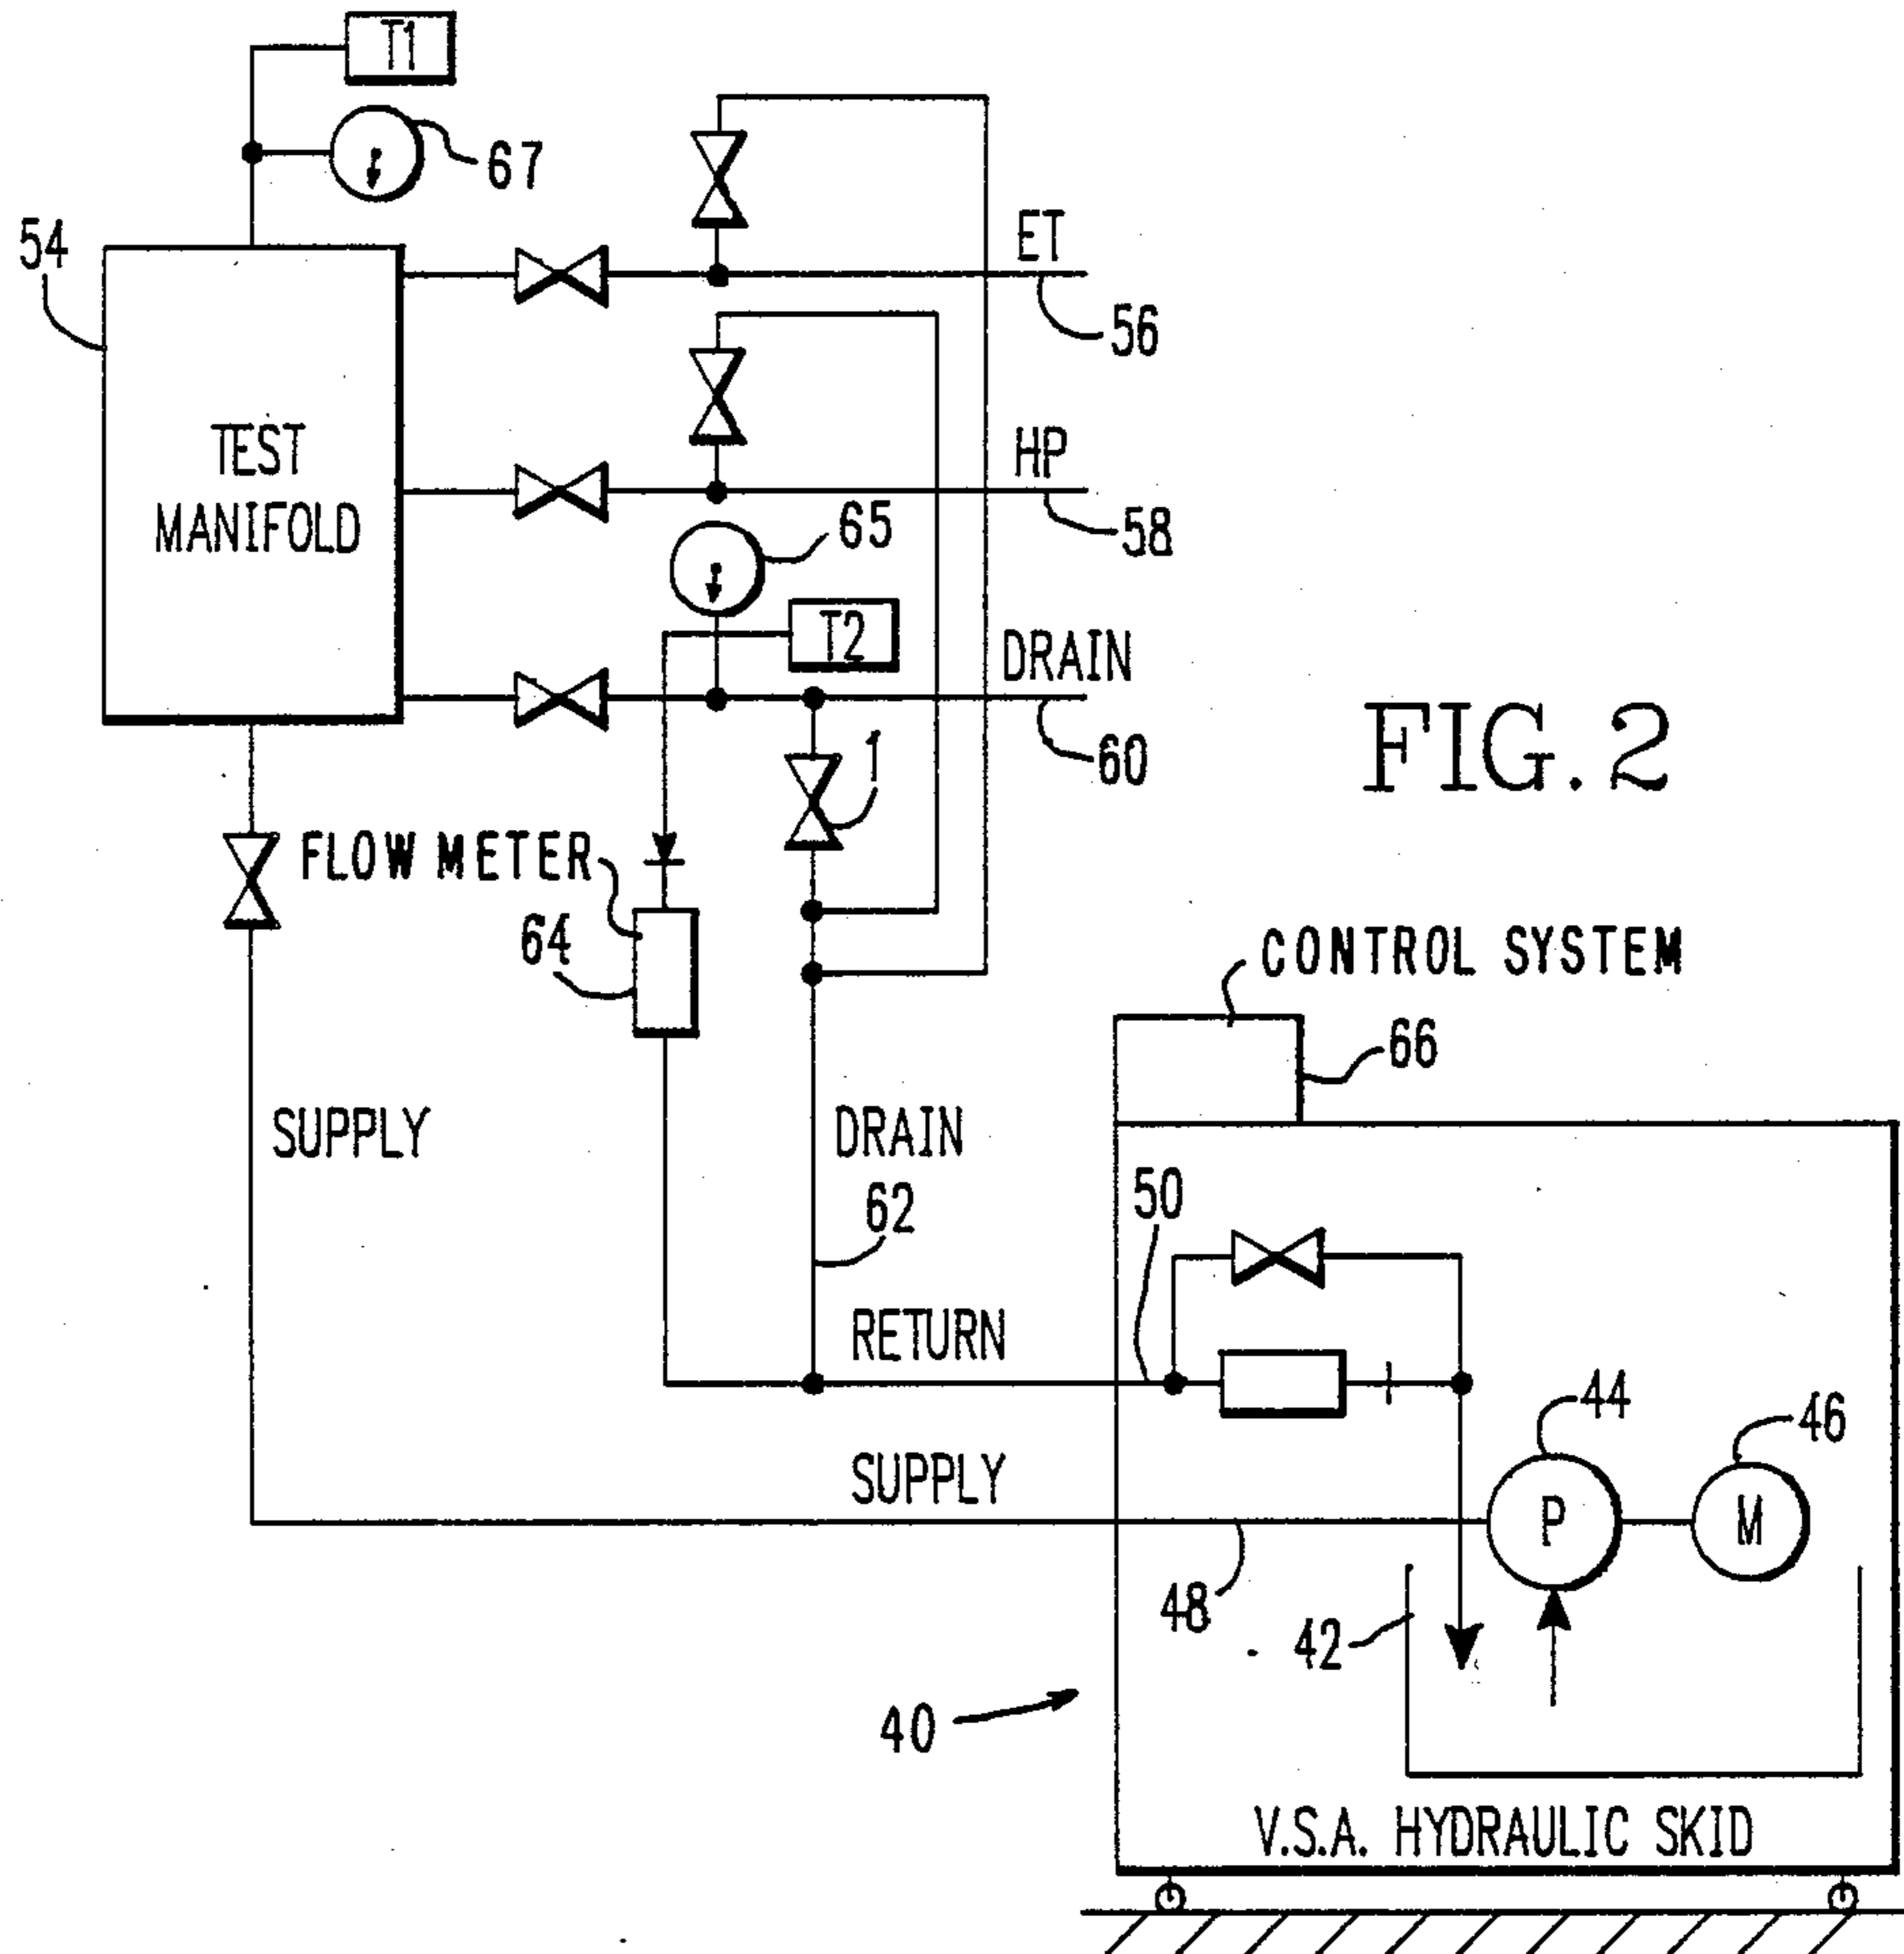 T1
67
54
ET
56
TEST
MANIFOLD
HP
58
65
T2
DRAIN
60
FIG. 2
1
FLOW METER
64
CONTROL SYSTEM
66
SUPPLY
DRAIN
62
50
RETURN
44
46
SUPPLY
P
M
48
42
40
V.S.A. HYDRAULIC SKID